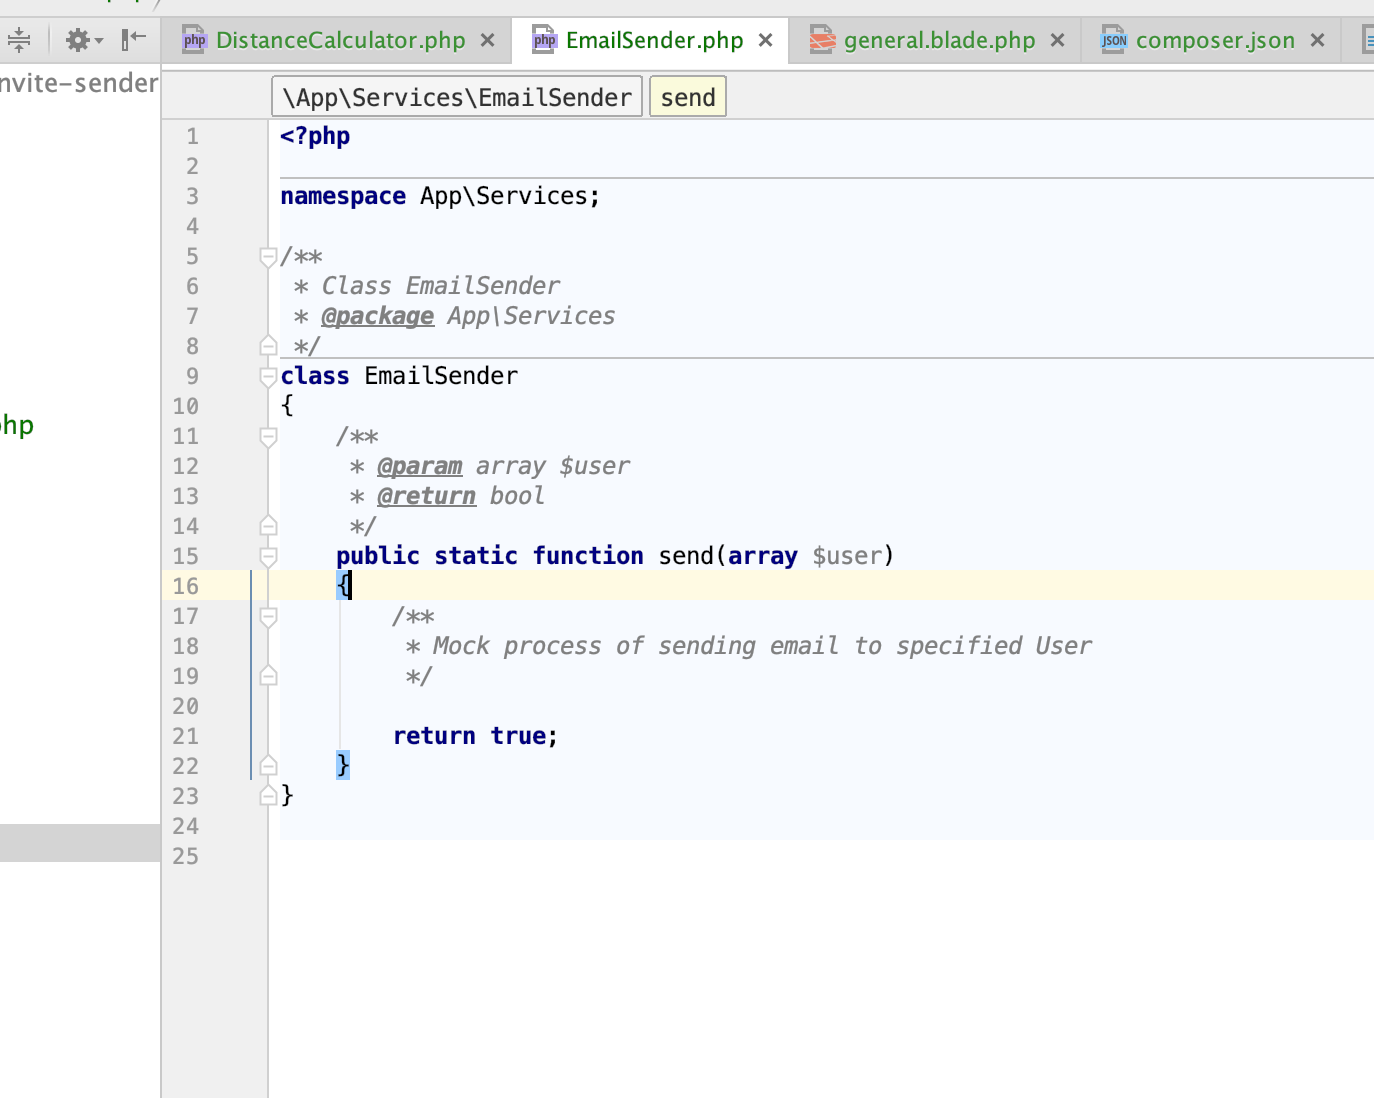 DistanceCalculator.php EmailSender.php general.blade.php composer.json
nvite-sender
\App\Services\EmailSender send
1 <?php
2
3 namespace App\Services;
4
5 /**
6  * Class EmailSender
7  * @package App\Services
8  */
9 class EmailSender
10 {
11     /**
12      * @param array $user
13      * @return bool
14      */
15     public static function send(array $user)
16     {
17         /**
18          * Mock process of sending email to specified User
19          */
20
21         return true;
22     }
23 }
24
25
hp